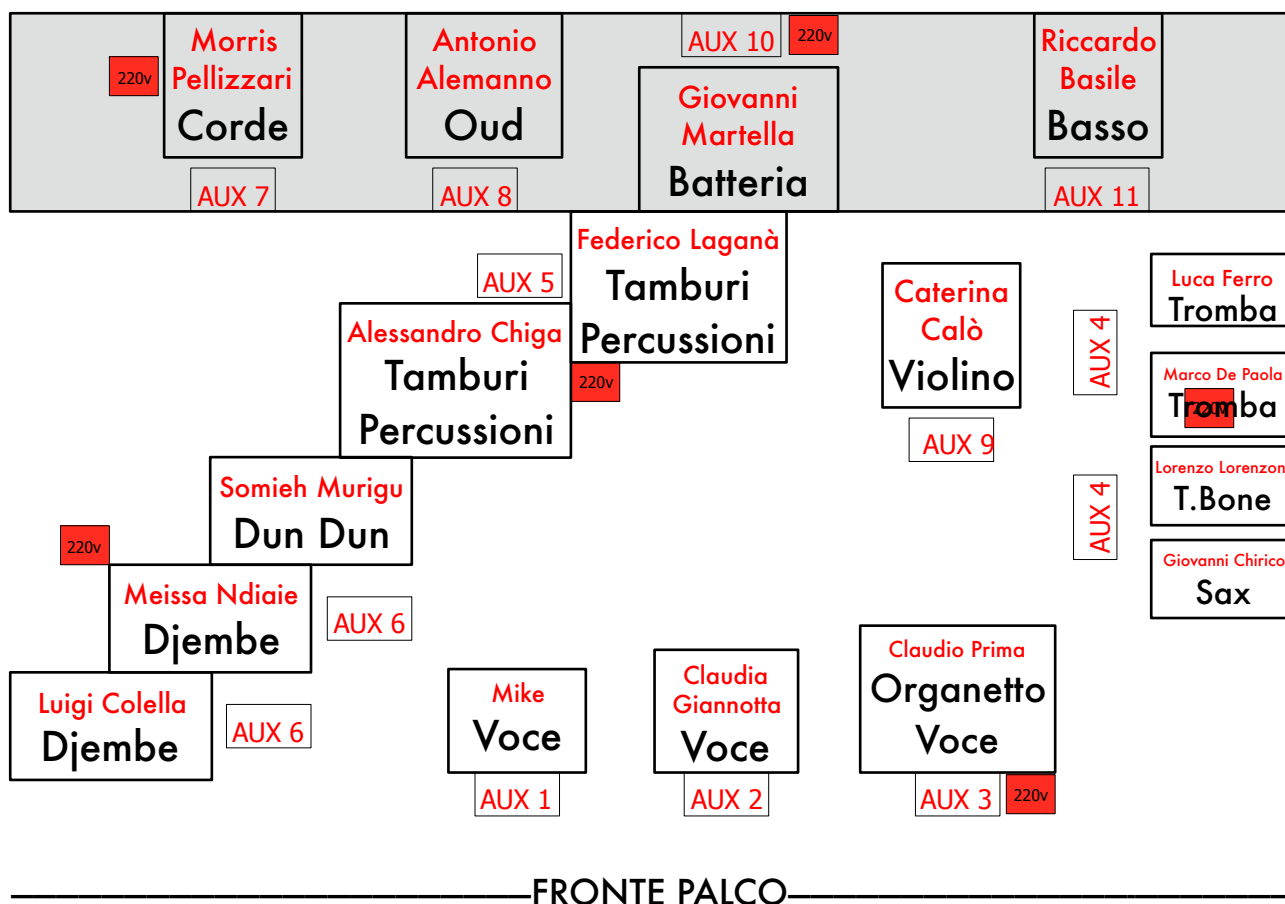 Morris
Pellizzari
Corde
220v
AUX 7
Antonio
Alemanno
Oud
AUX 8
AUX 10
220v
Giovanni
Martella
Batteria
Riccardo
Basile
Basso
AUX 11
Federico Laganà
Tamburi
Percussioni
AUX 5
Alessandro Chiga
Tamburi
Percussioni
220v
Caterina
Calò
Violino
AUX 9
AUX 4
Luca Ferro
Tromba
Marco De Paola
Tromba
220v
AUX 4
Lorenzo Lorenzon
T.Bone
Giovanni Chirico
Sax
Somieh Murigu
Dun Dun
220v
Meissa Ndiaie
Djembe
AUX 6
Luigi Colella
Djembe
AUX 6
Mike
Voce
AUX 1
Claudia
Giannotta
Voce
AUX 2
Claudio Prima
Organetto
Voce
AUX 3
220v
FRONTE PALCO